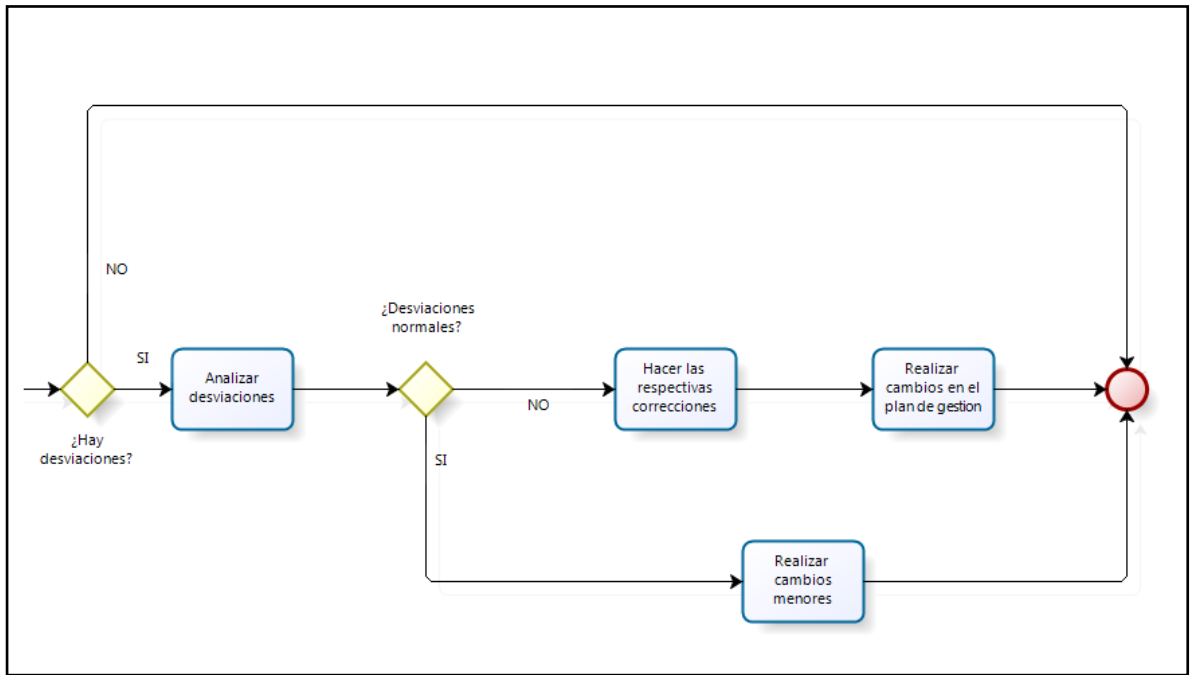 NO
¿Desviaciones
normales?
SI
Analizar
desviaciones
Hacer las
respectivas
correcciones
Realizar
cambios en el
plan de gestion
NO
¿Hay
desviaciones?
SI
Realizar
cambios
menores